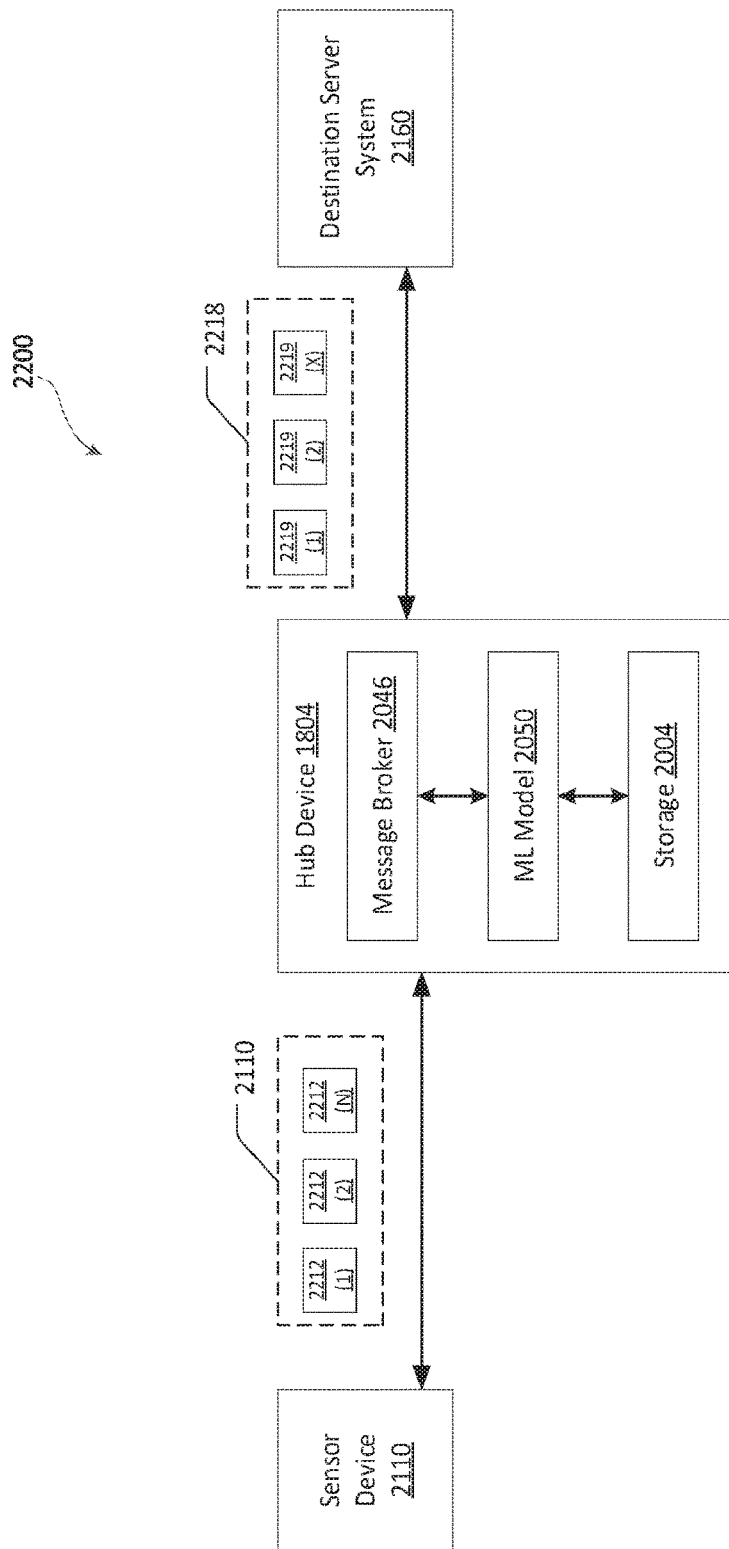 2200
Sensor
Device
2110
2110
2212
(1)
2212
(2)
2212
(N)
Hub Device 1804
Message Broker 2046
ML Model 2050
Storage 2004
2218
2219
(1)
2219
(2)
2219
(X)
Destination Server
System
2160